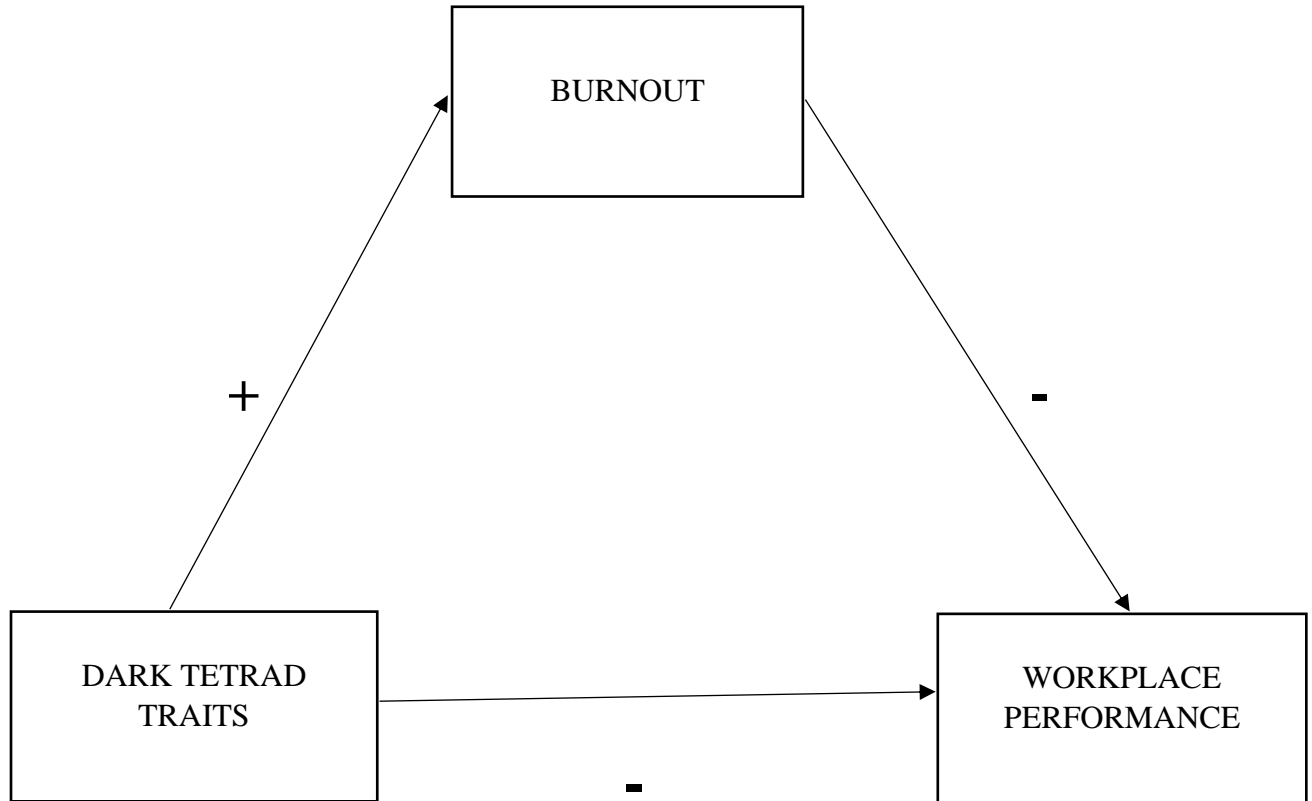 BURNOUT
+
-
DARK TETRAD
TRAITS
WORKPLACE
PERFORMANCE
-